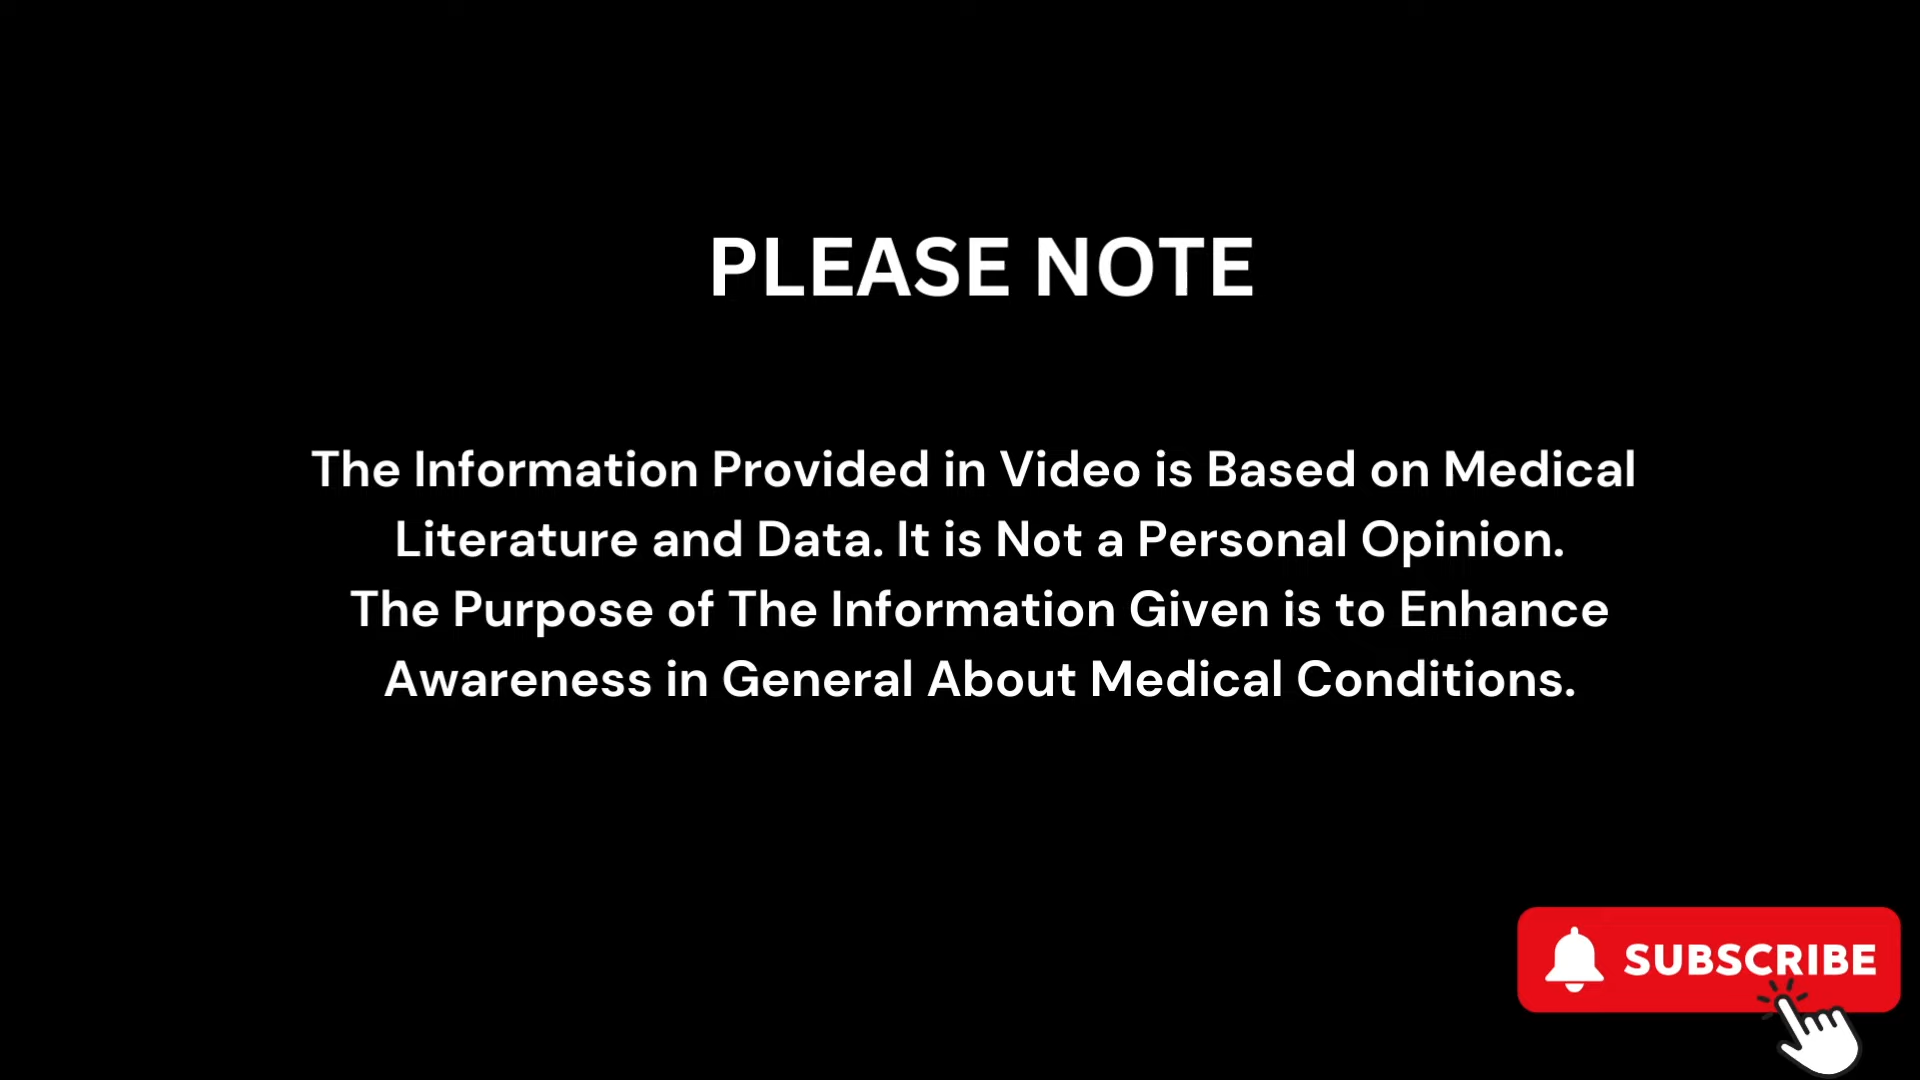 PLEASE NOTE
The Information Provided in Video is Based on Medical
Literature and Data. It is Not a Personal Opinion.
The Purpose of The Information Given is to Enhance
Awareness in General About Medical Conditions.
SUBSCRIBE